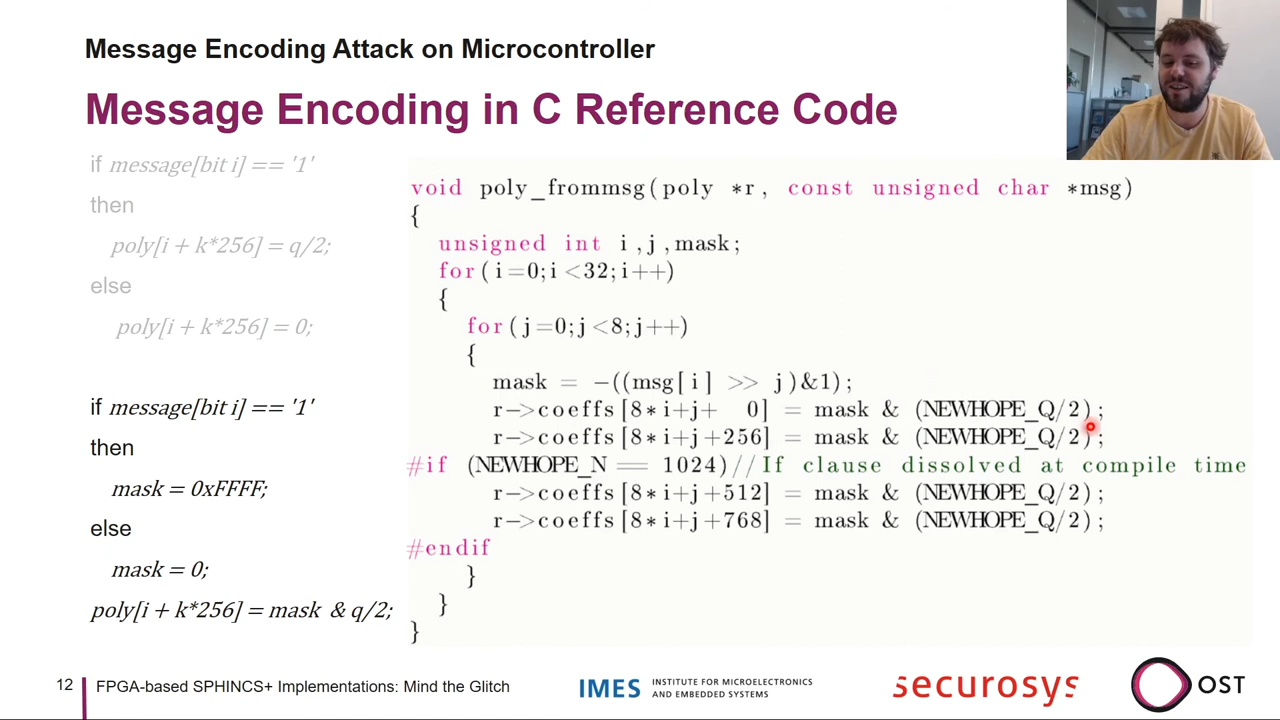 Message Encoding Attack on Microcontroller
Message Encoding in C Reference Code
if message[bit i] == '1'
then
poly[i + k*256] = q/2;
else
poly[i + k*256] = 0;
if message[bit i] == '1'
then
mask = 0xFFFF;
else
mask = 0;
poly[i + k*256] = mask & q/2;
void poly_frommsg(poly *r, const unsigned char *msg)
{
unsigned int i,j,mask;
for(i=0;i<32;i++)
{
for(j=0;j<8;j++)
{
mask = -((msg[i] >> j)&1);
r->coeffs[8*i+j+ 0] = mask & (NEWHOPE_Q/2);
r->coeffs[8*i+j+256] = mask & (NEWHOPE_Q/2);
#if (NEWHOPE_N == 1024)//If clause dissolved at compile time
r->coeffs[8*i+j+512] = mask & (NEWHOPE_Q/2);
r->coeffs[8*i+j+768] = mask & (NEWHOPE_Q/2);
#endif
}
}
}
12
FPGA-based SPHINCS+ Implementations: Mind the Glitch
IMES
INSTITUTE FOR MICROELECTRONICS
AND EMBEDDED SYSTEMS
securosys
OST